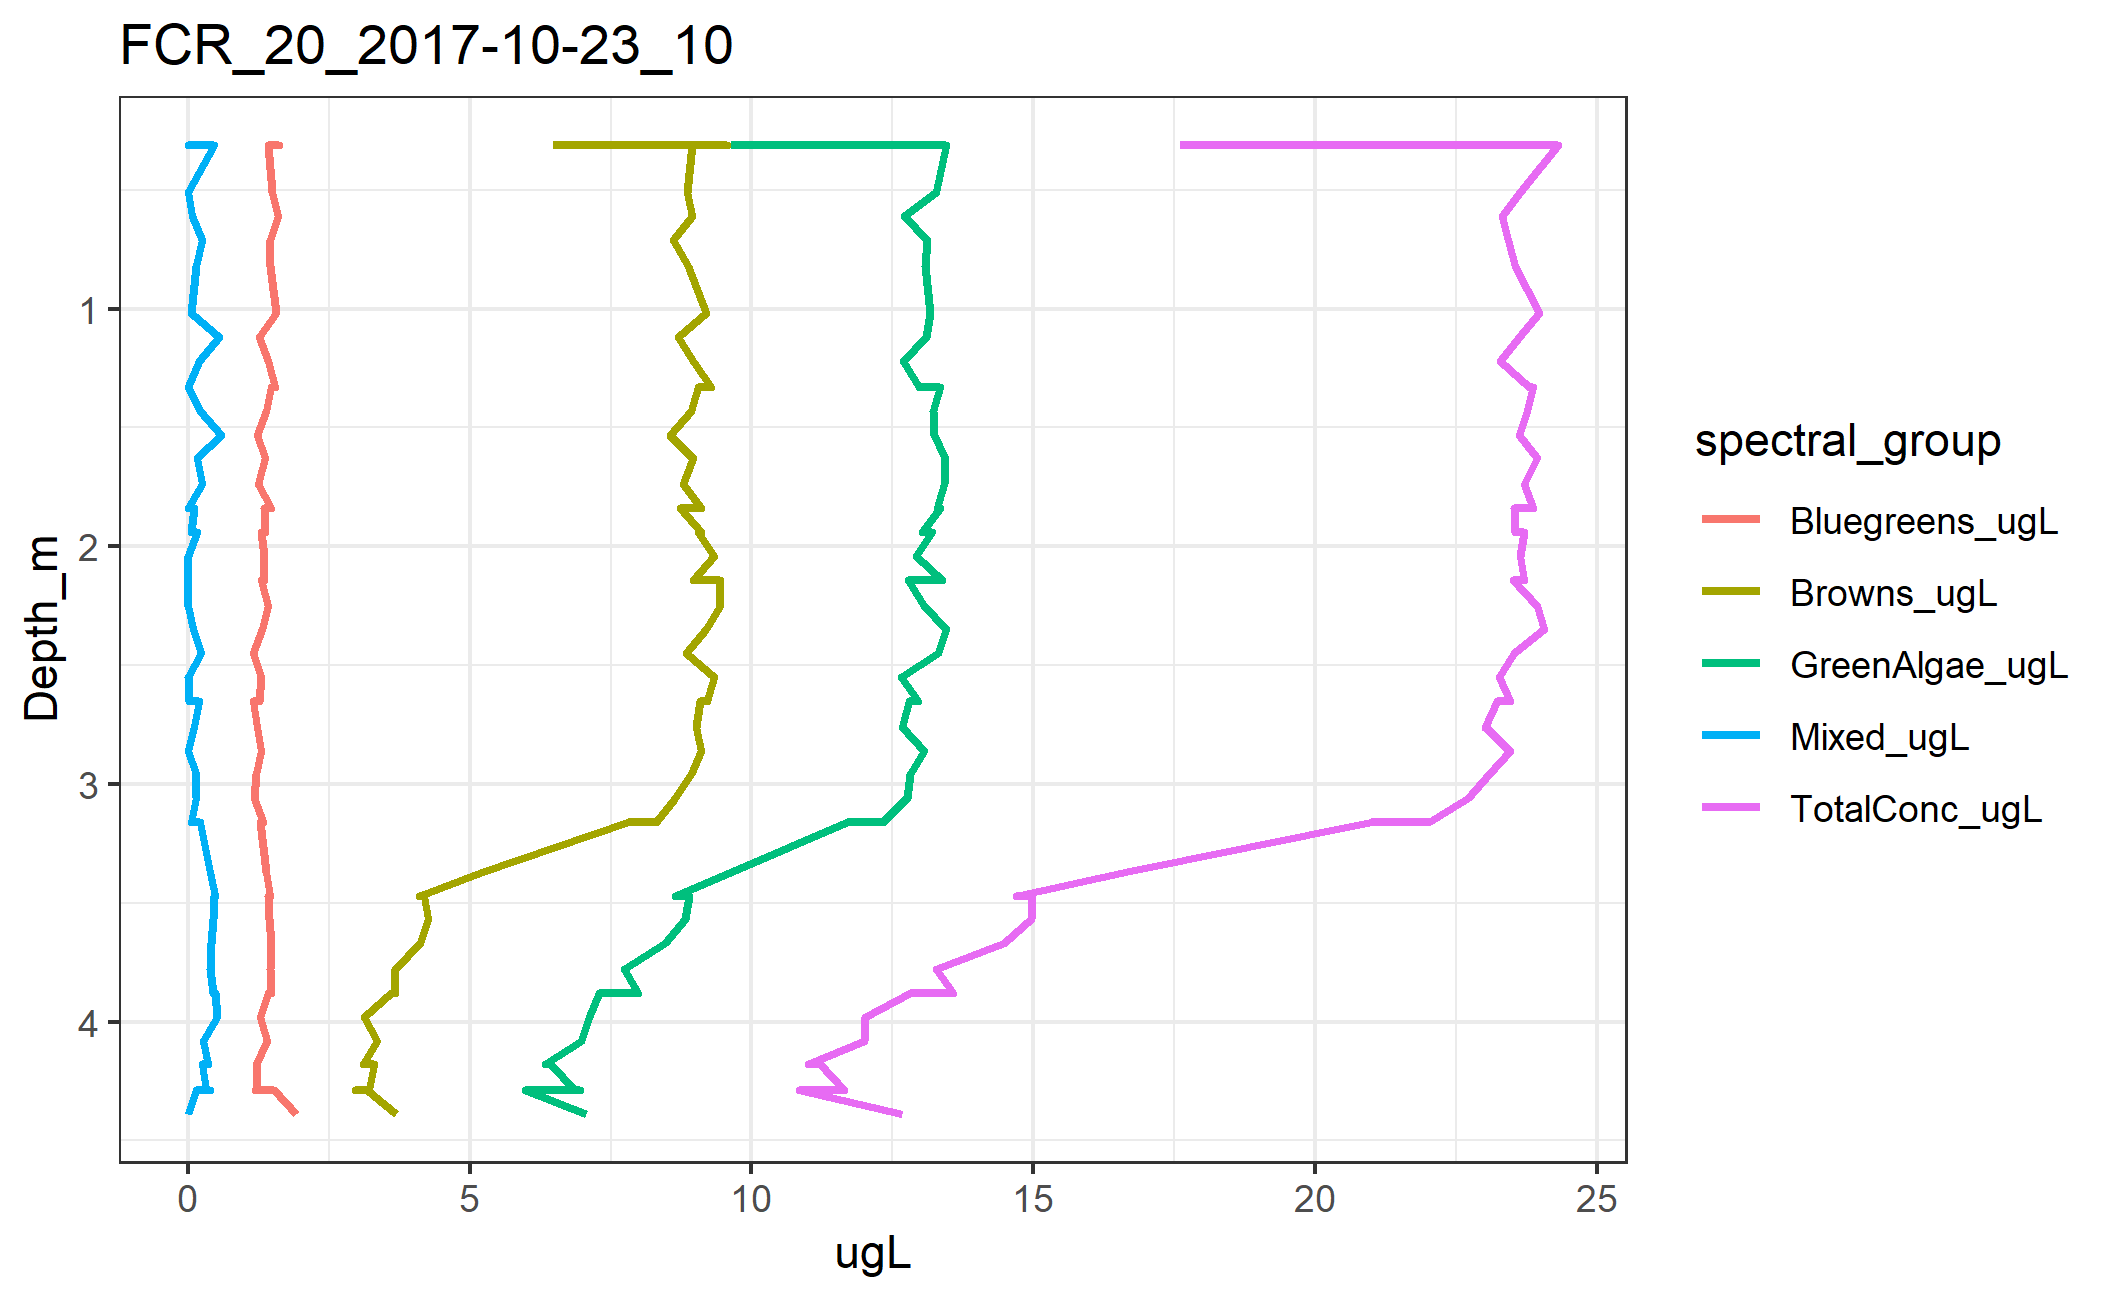 FCR_20_2017-10-23_10
Depth_m
1
2
3
4
0 5 10 15 20 25
ugL
spectral_group
Bluegreens_ugL
Browns_ugL
GreenAlgae_ugL
Mixed_ugL
TotalConc_ugL